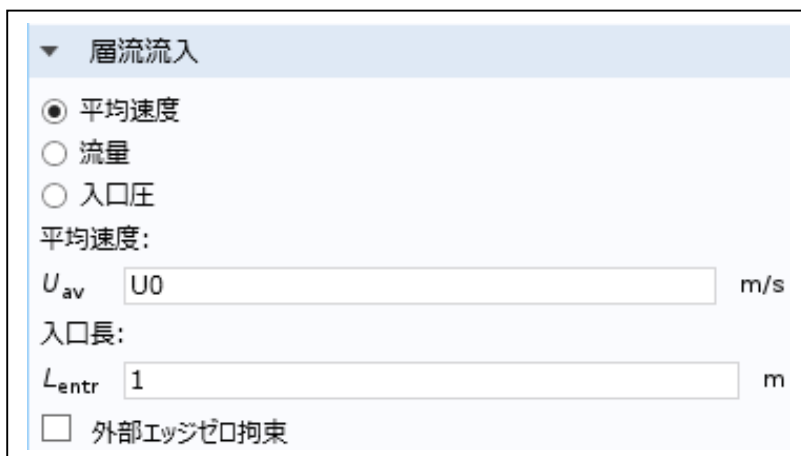 層流流入
平均速度
流量
入口圧
平均速度:
Uav U0 m/s
入口長:
Lentr 1 m
外部エッジゼロ拘束